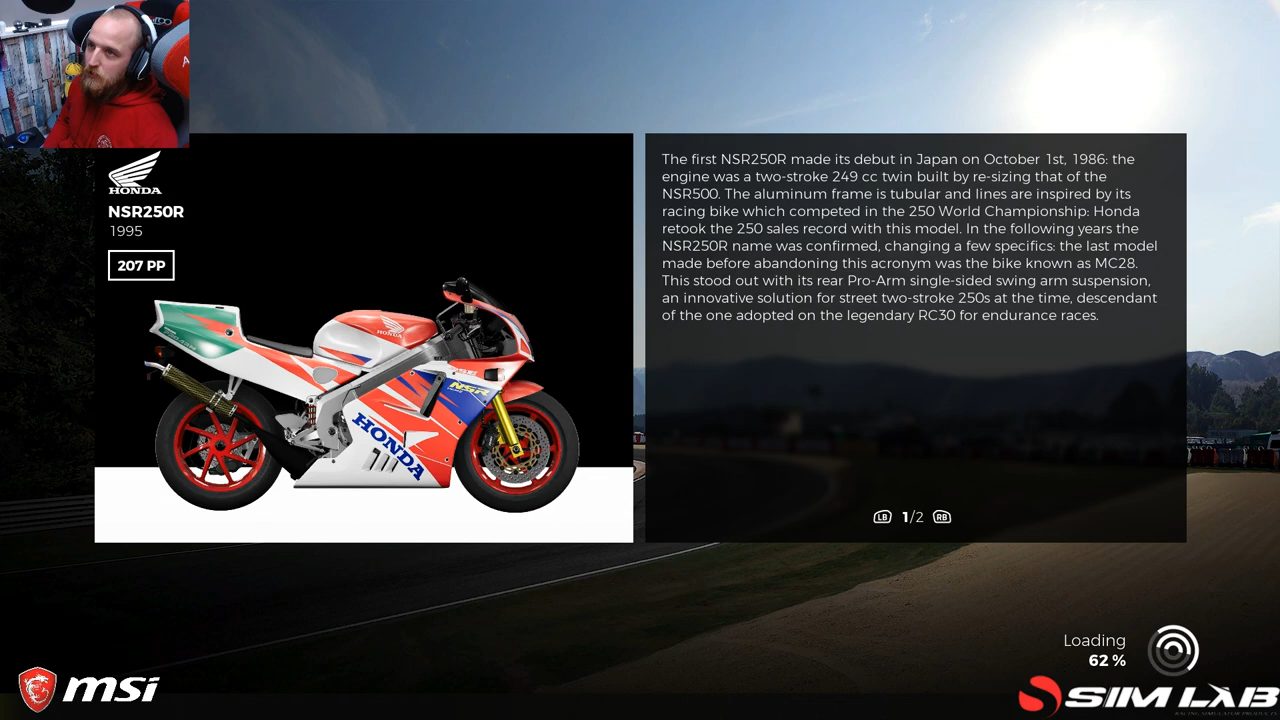 HONDA
NSR250R
1995
207 PP
HONDA
NSR
HONDA
The first NSR250R made its debut in Japan on October 1st, 1986: the
engine was a two-stroke 249 cc twin built by re-sizing that of the
NSR500. The aluminum frame is tubular and lines are inspired by its
racing bike which competed in the 250 World Championship: Honda
retook the 250 sales record with this model. In the following years the
NSR250R name was confirmed, changing a few specifics: the last model
made before abandoning this acronym was the bike known as MC28.
This stood out with its rear Pro-Arm single-sided swing arm suspension,
an innovative solution for street two-stroke 250s at the time, descendant
of the one adopted on the legendary RC30 for endurance races.
LB 1/2 RB
Loading
62 %
msi
SIM LAB